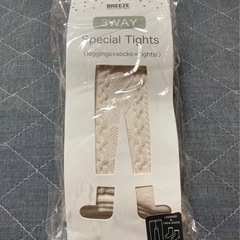 BREEZE
3WAY
Special Tights
(leggings×socks=tights!)